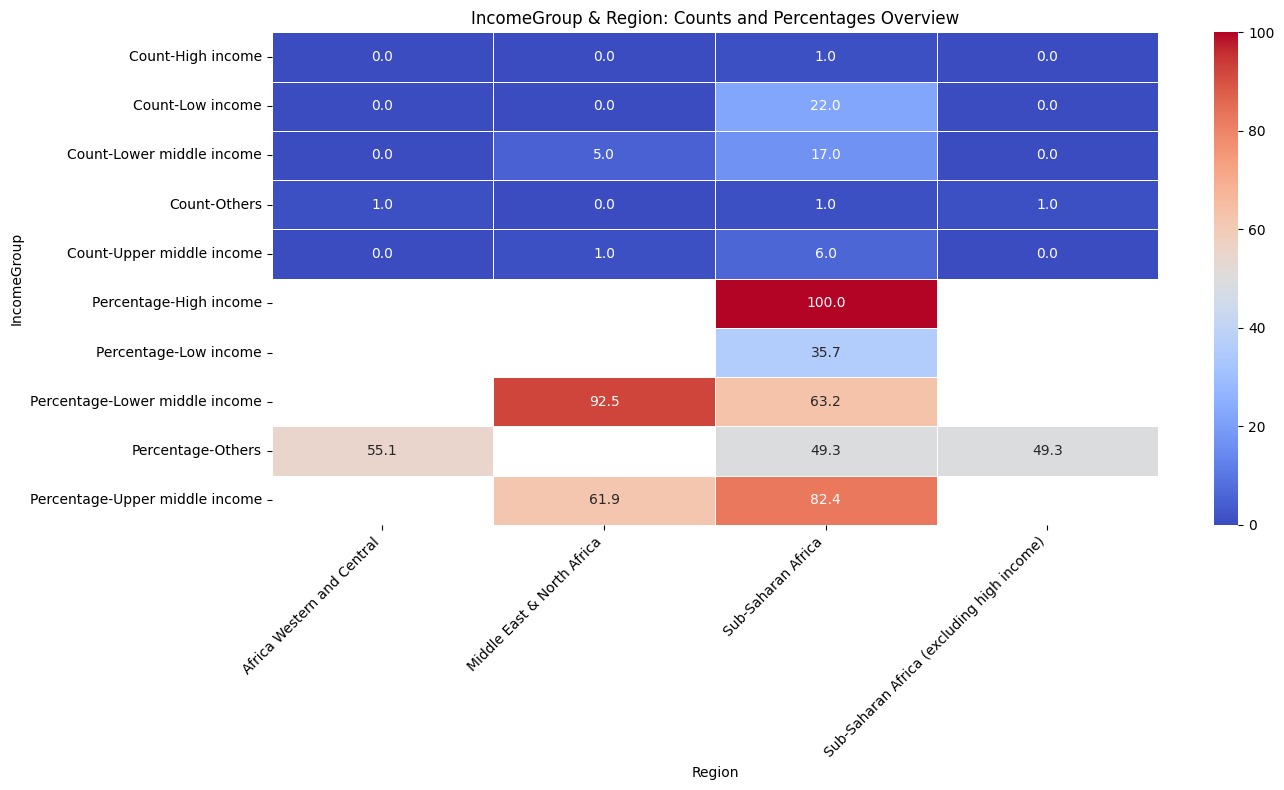 IncomeGroup & Region: Counts and Percentages Overview
Count-High income 0.0 0.0 1.0 0.0
Count-Low income 0.0 0.0 22.0 0.0
Count-Lower middle income 0.0 5.0 17.0 0.0
Count-Others 1.0 0.0 1.0 1.0
Count-Upper middle income 0.0 1.0 6.0 0.0
Percentage-High income 100.0
Percentage-Low income 35.7
Percentage-Lower middle income 92.5 63.2
Percentage-Others 55.1 49.3 49.3
Percentage-Upper middle income 61.9 82.4
IncomeGroup
Africa Western and Central
Middle East & North Africa
Sub-Saharan Africa
Sub-Saharan Africa (excluding high income)
Region
100
80
60
40
20
0